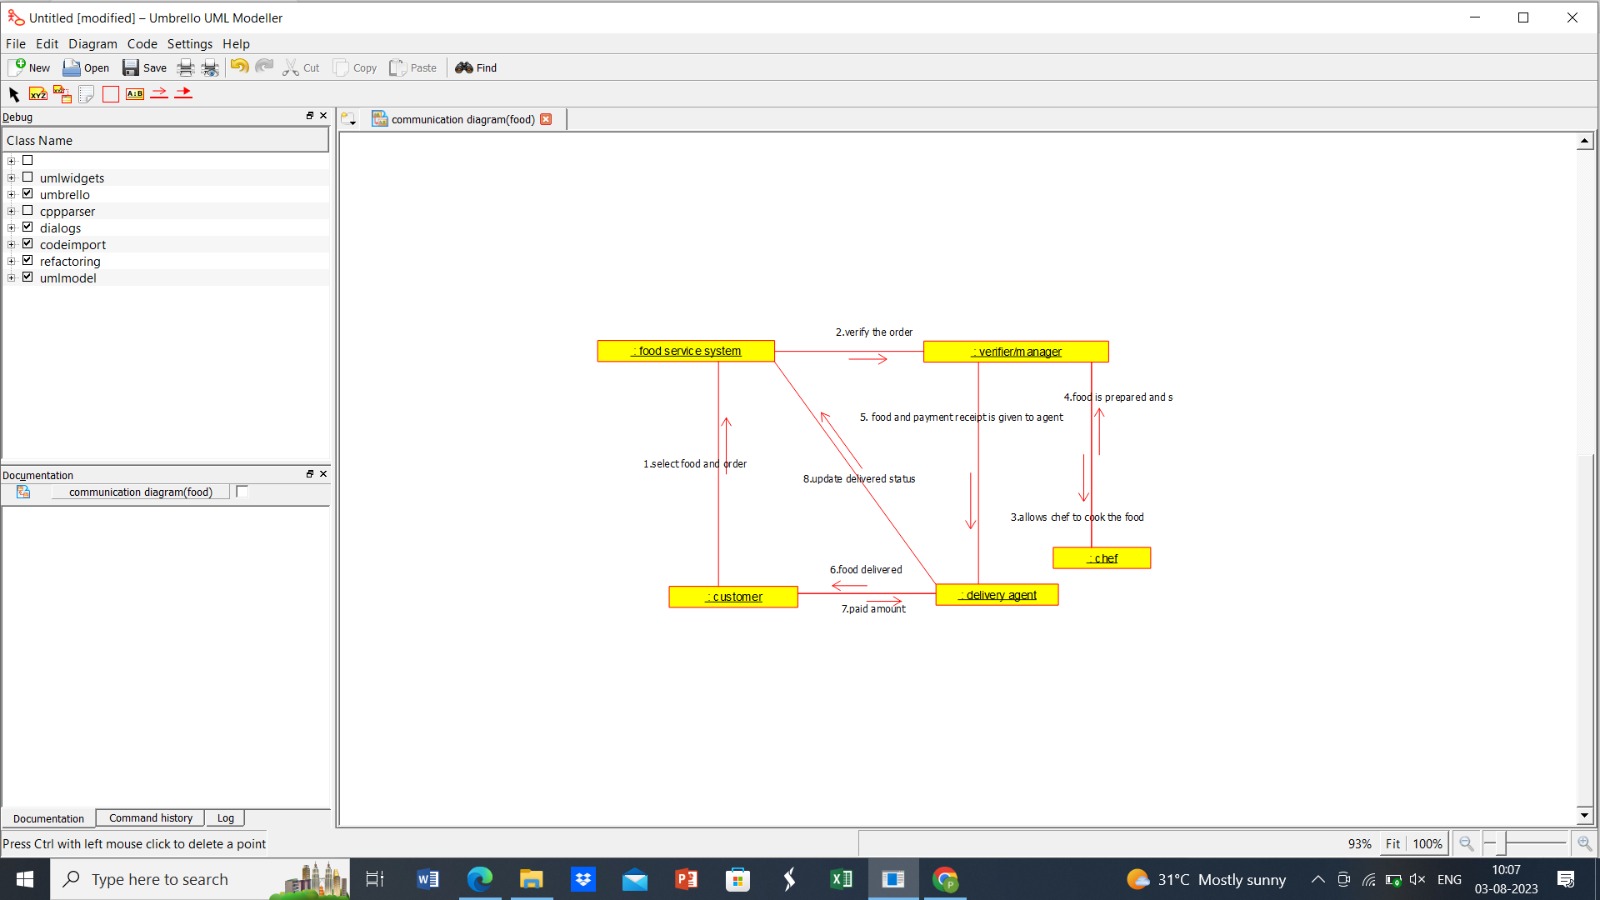 Untitled [modified] – Umbrello UML Modeller
File Edit Diagram Code Settings Help
New Open Save Cut Copy Paste Find
XYZ A:B
Debug
communication diagram(food)
Class Name
umlwidgets
umbrello
cppparser
dialogs
codeimport
refactoring
umlmodel
2.verify the order
: food service system
: verifier/manager
4.food is prepared and s
5. food and payment receipt is given to agent
1.select food and order
8.update delivered status
3.allows chef to cook the food
: chef
6.food delivered
: customer
: delivery agent
7.paid amount
Documentation
communication diagram(food)
Documentation Command history Log
Press Ctrl with left mouse click to delete a point
93% Fit 100%
Type here to search
31°C Mostly sunny
ENG
10:07
03-08-2023